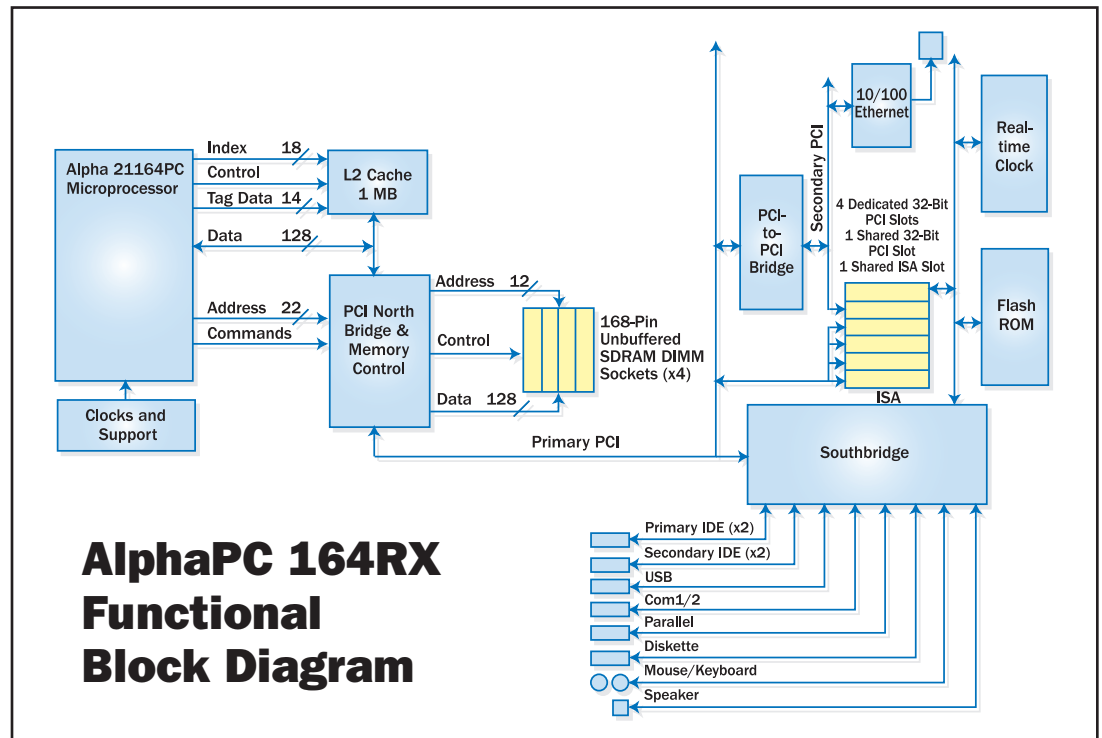 Alpha 21164PC
Microprocessor
Index 18
Control
Tag Data 14
Data 128
Address 22
Commands
Clocks and
Support
L2 Cache
1 MB
PCI North
Bridge &
Memory
Control
Address 12
Control
Data 128
168-Pin
Unbuffered
SDRAM DIMM
Sockets (x4)
Primary PCI
PCI-
to-
PCI
Bridge
Secondary PCI
10/100
Ethernet
4 Dedicated 32-Bit
PCI Slots
1 Shared 32-Bit
PCI Slot
1 Shared ISA Slot
Real-
time
Clock
Flash
ROM
ISA
Southbridge
Primary IDE (x2)
Secondary IDE (x2)
USB
Com1/2
Parallel
Diskette
Mouse/Keyboard
Speaker
AlphaPC 164RX
Functional
Block Diagram